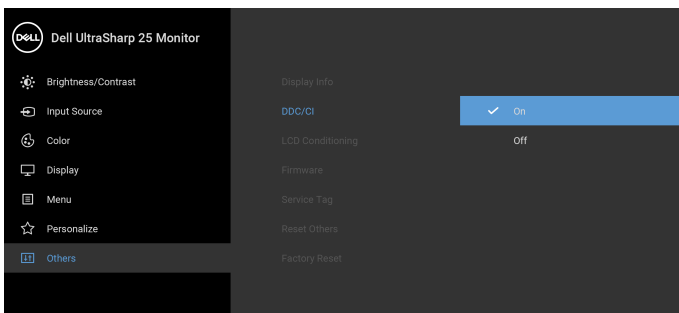 DELL Dell UltraSharp 25 Monitor
Brightness/Contrast Display Info
Input Source DDC/CI On
Color LCD Conditioning Off
Display Firmware
Menu Service Tag
Personalize Reset Others
Others Factory Reset